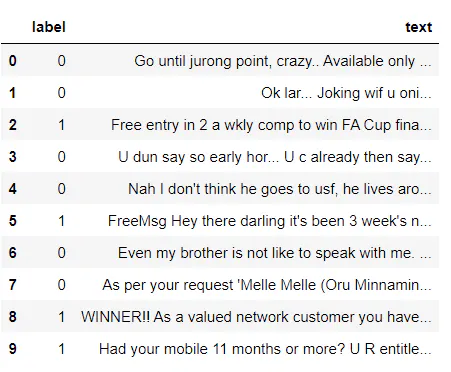 label text
0 0 Go until jurong point, crazy.. Available only ...
1 0 Ok lar... Joking wif u oni...
2 1 Free entry in 2 a wkly comp to win FA Cup fina...
3 0 U dun say so early hor... U c already then say...
4 0 Nah I don't think he goes to usf, he lives aro...
5 1 FreeMsg Hey there darling it's been 3 week's n...
6 0 Even my brother is not like to speak with me. ...
7 0 As per your request 'Melle Melle (Oru Minnamin...
8 1 WINNER!! As a valued network customer you have...
9 1 Had your mobile 11 months or more? U R entitle...